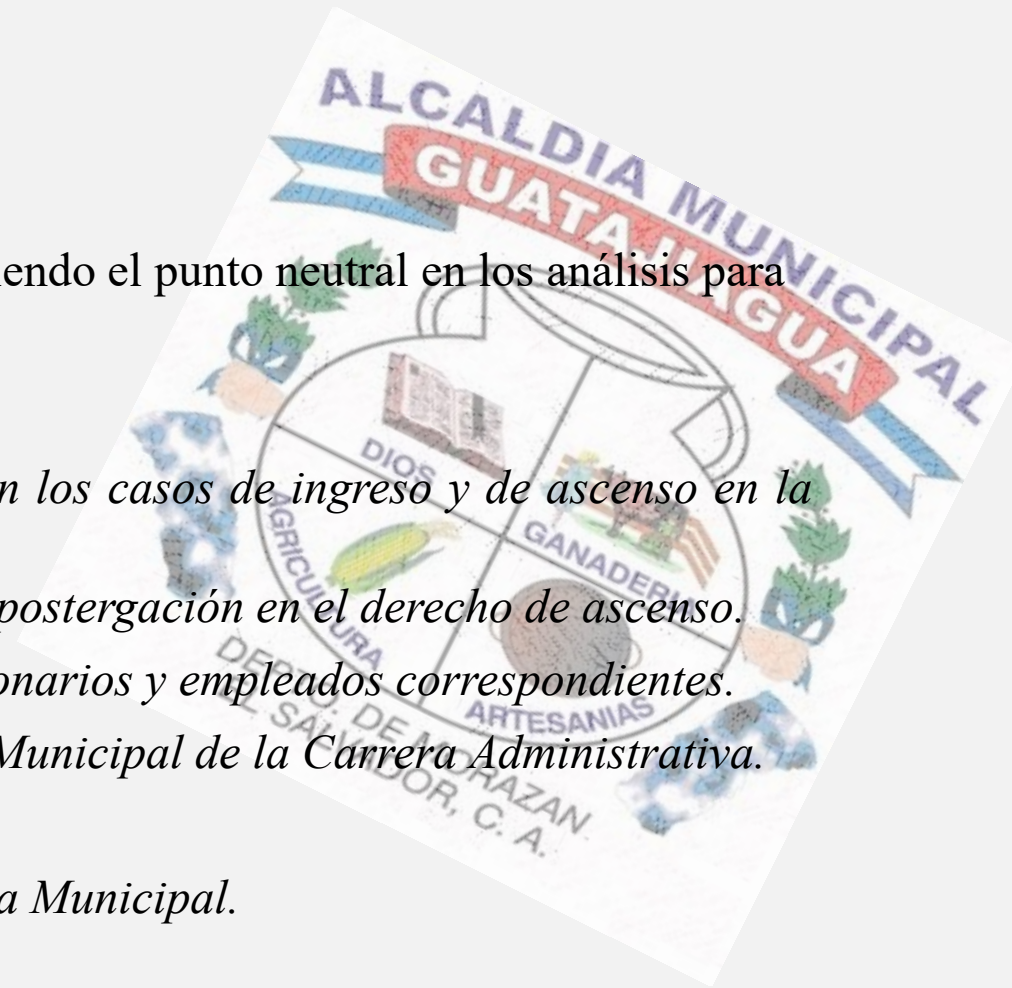 ALCALDIA MUNICIPAL
GUATAJIAGUA
endo el punto neutral en los análisis para
DIOS
n los casos de ingreso y de ascenso en la
AGRICULTURA
GANADERIA
postergación en el derecho de ascenso.
onarios y empleados correspondientes.
ARTESANIAS
Municipal de la Carrera Administrativa.
DEPTO. DE MORAZAN
EL SALVADOR, C. A.
a Municipal.